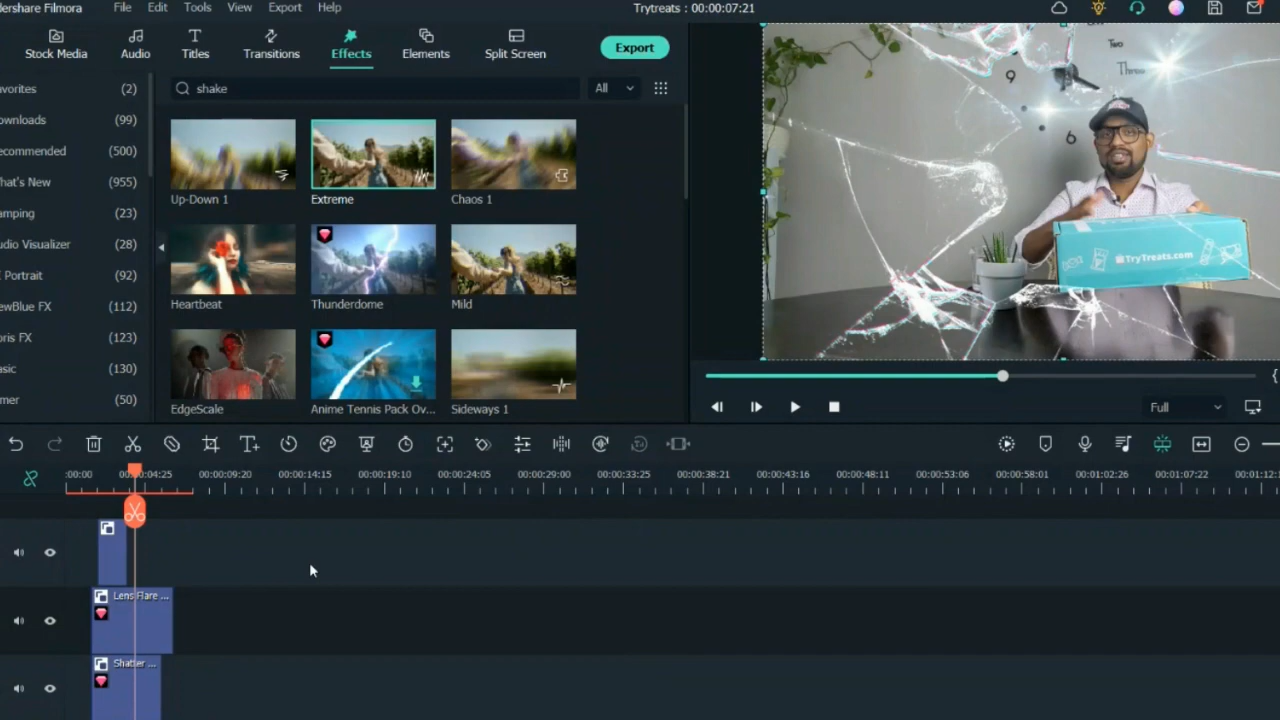 dershare Filmora File Edit Tools View Export Help Trytreats : 00:00:07:21
Stock Media Audio Titles Transitions Effects Elements Split Screen Export
avorites (2)
ownloads (99)
ecommended (500)
hat's New (955)
amping (23)
udio Visualizer (28)
I Portrait (92)
ewBlue FX (112)
oris FX (123)
asic (130)
rner (50)
shake All
Up-Down 1 Extreme Chaos 1
Heartbeat Thunderdome Mild
EdgeScale Anime Tennis Pack Ov... Sideways 1
Two
Three
9
6
TryTreats.com
Full
:00:00 00:00:04:25 00:00:09:20 00:00:14:15 00:00:19:10 00:00:24:05 00:00:29:00 00:00:33:25 00:00:38:21 00:00:43:16 00:00:48:11 00:00:53:06 00:00:58:01 00:01:02:26 00:01:07:22 00:01:12:1
Lens Flare ...
Shatter ...